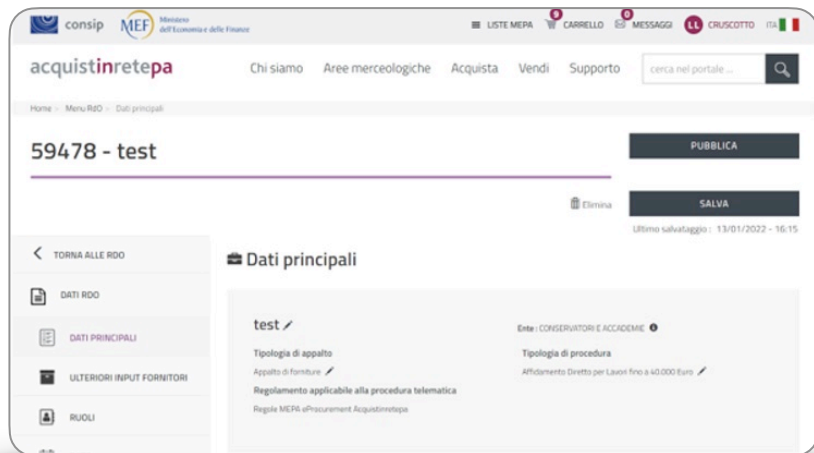 consip MEF Ministero dell'Economia e delle Finanze
LISTE MEPA 9 CARRELLO 0 MESSAGGI LL CRUSCOTTO ITA
acquistinretepa
Chi siamo Aree merceologiche Acquista Vendi Supporto cerca nel portale ...
Home > Menu RdO > Dati principali
59478 - test
PUBBLICA
Elimina
SALVA
Ultimo salvataggio : 13/01/2022 - 16:15
TORNA ALLE RDO
DATI RDO
DATI PRINCIPALI
ULTERIORI INPUT FORNITORI
RUOLI
Dati principali
test
Ente : CONSERVATORI E ACCADEMIE
Tipologia di appalto
Appalto di forniture
Tipologia di procedura
Affidamento Diretto per Lavori fino a 40.000 Euro
Regolamento applicabile alla procedura telematica
Regole MEPA eProcurement Acquistinretepa